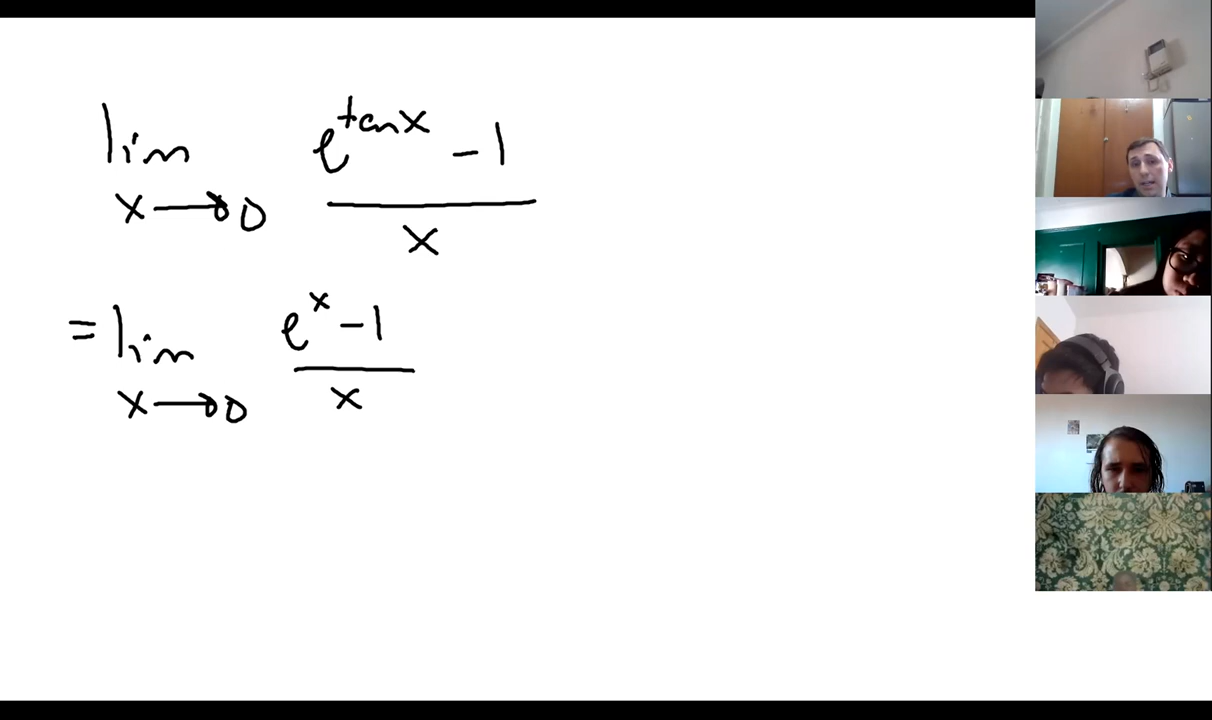 lim x→0 (e^tanx - 1)/x
= lim x→0 (e^x - 1)/x